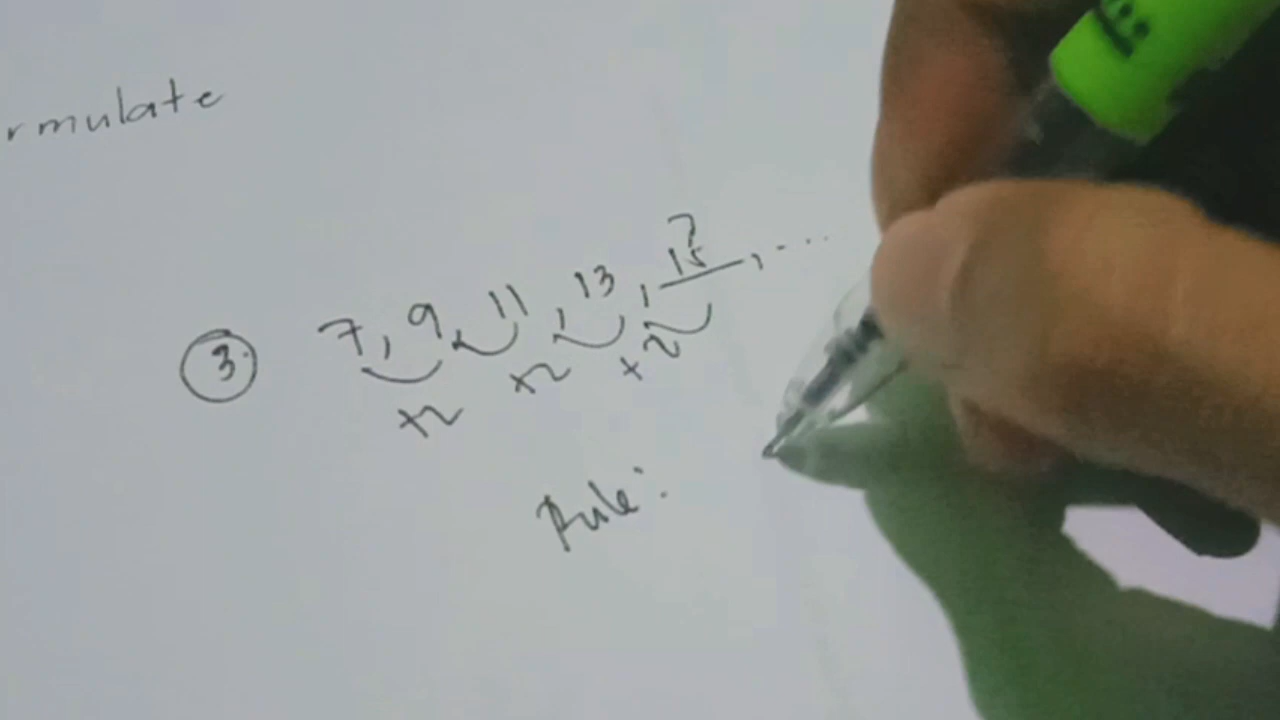 rmulate
3. 7, 9, 11, 13, 15, ...
?
+2 +2 +2
Rule: